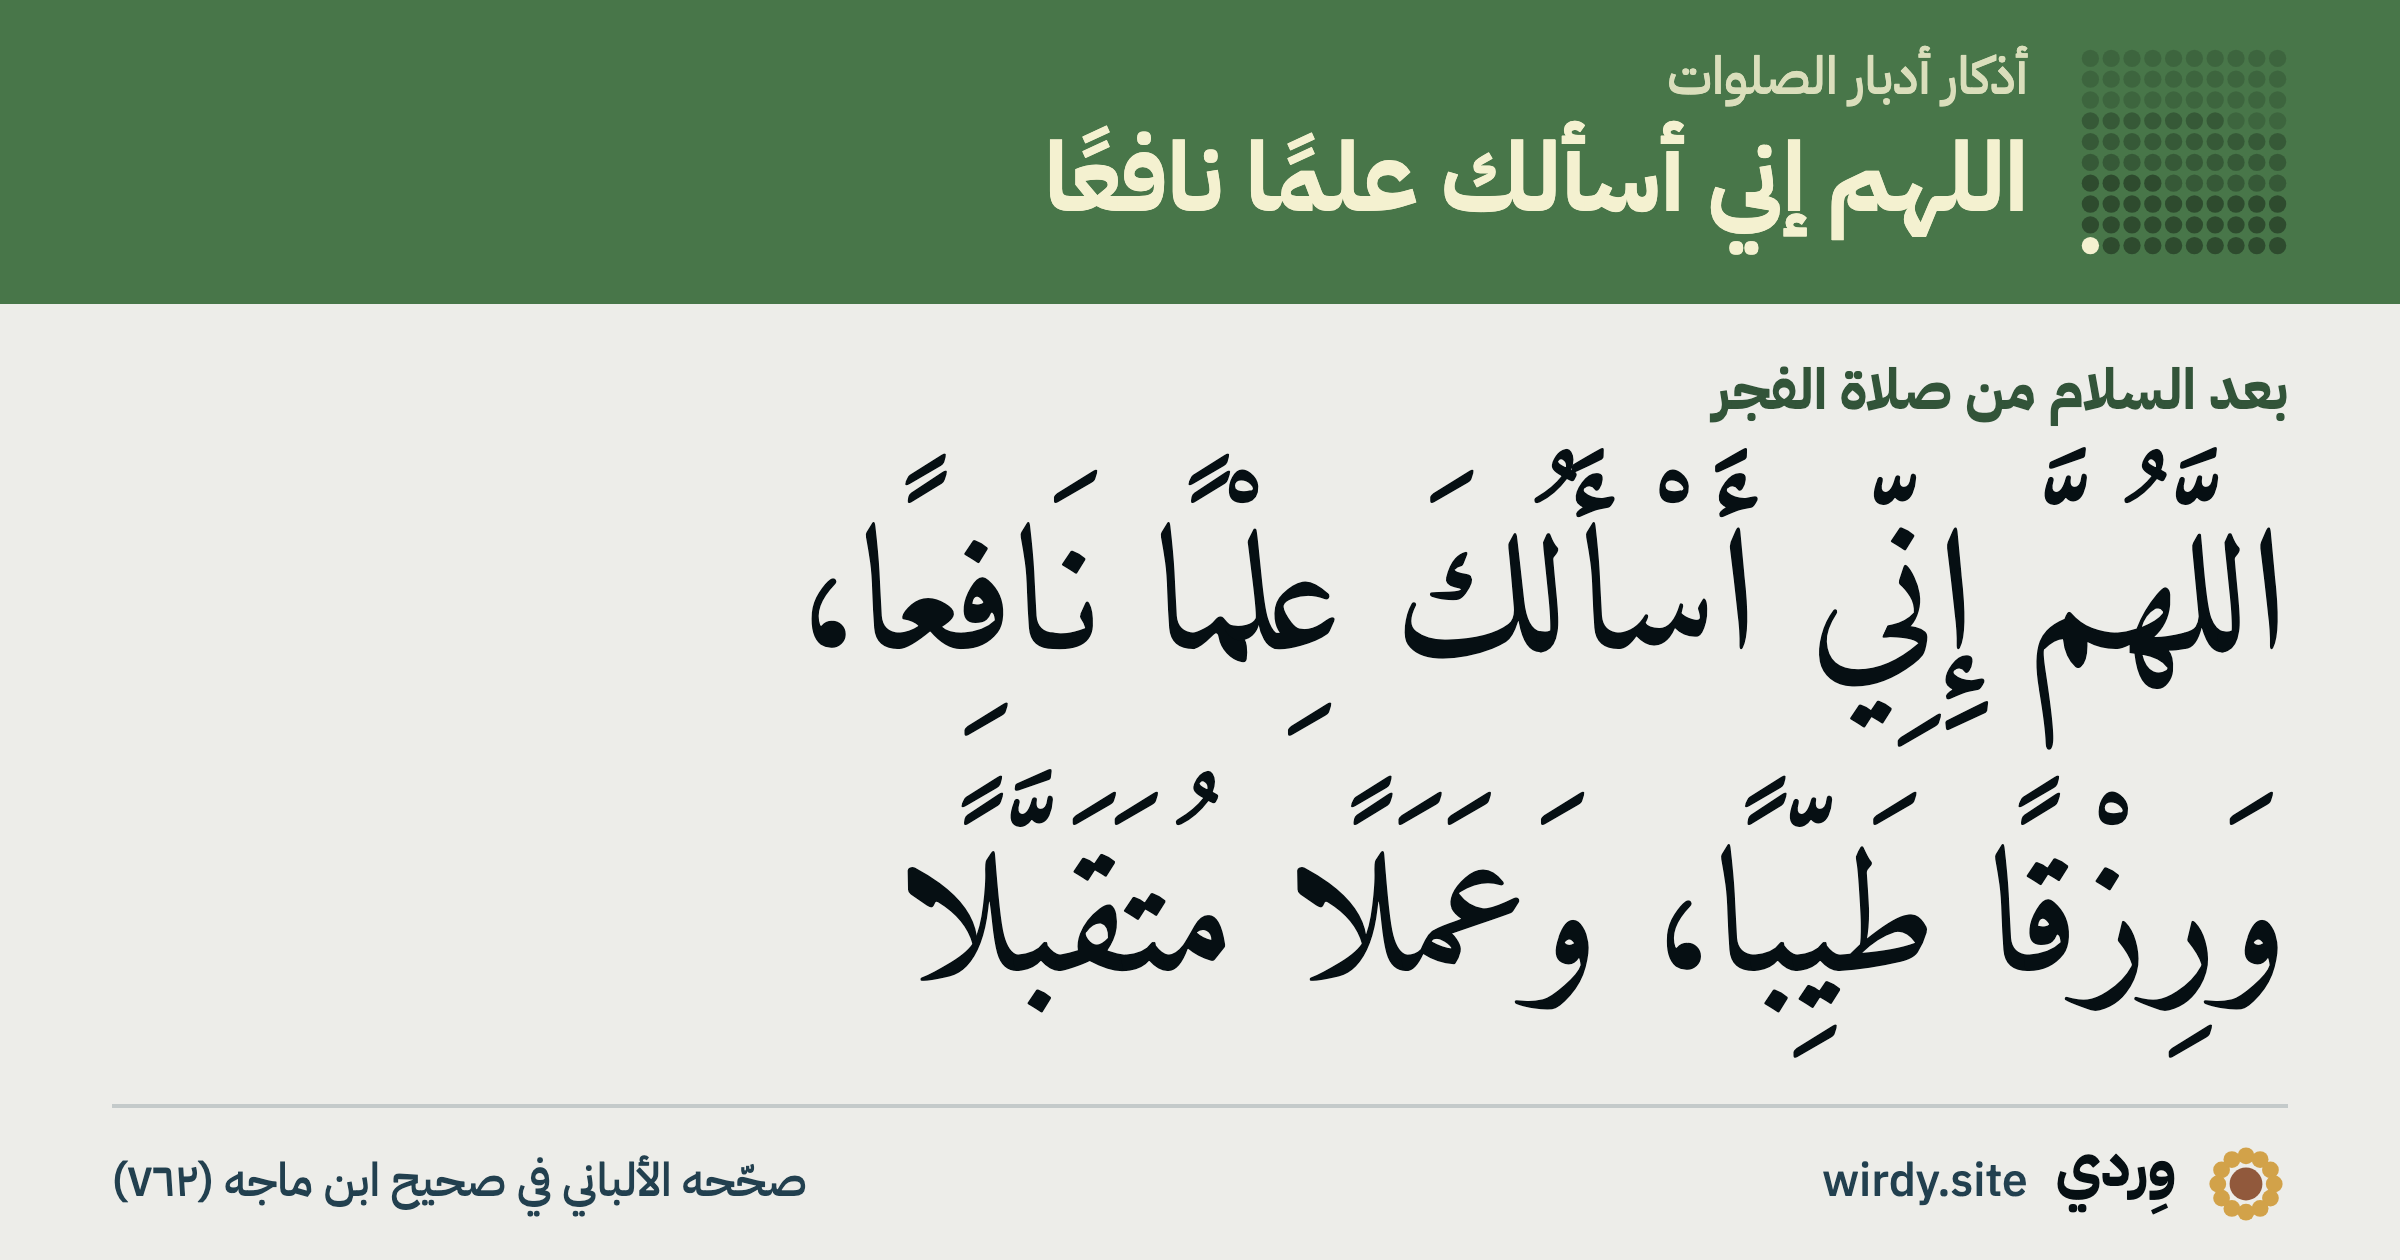 أذكار أدبار الصلوات
اللهم إني أسألك علمًا نافعًا
بعد السلام من صلاة الفجر
اللَّهُمَّ إِنِّي أَسْأَلُكَ عِلْمًا نَافِعًا،
وَرِزْقًا طَيِّبًا، وَعَمَلًا مُتَقَبَّلًا
وِردي wirdy.site
صحّحه الألباني في صحيح ابن ماجه (٧٦٢)